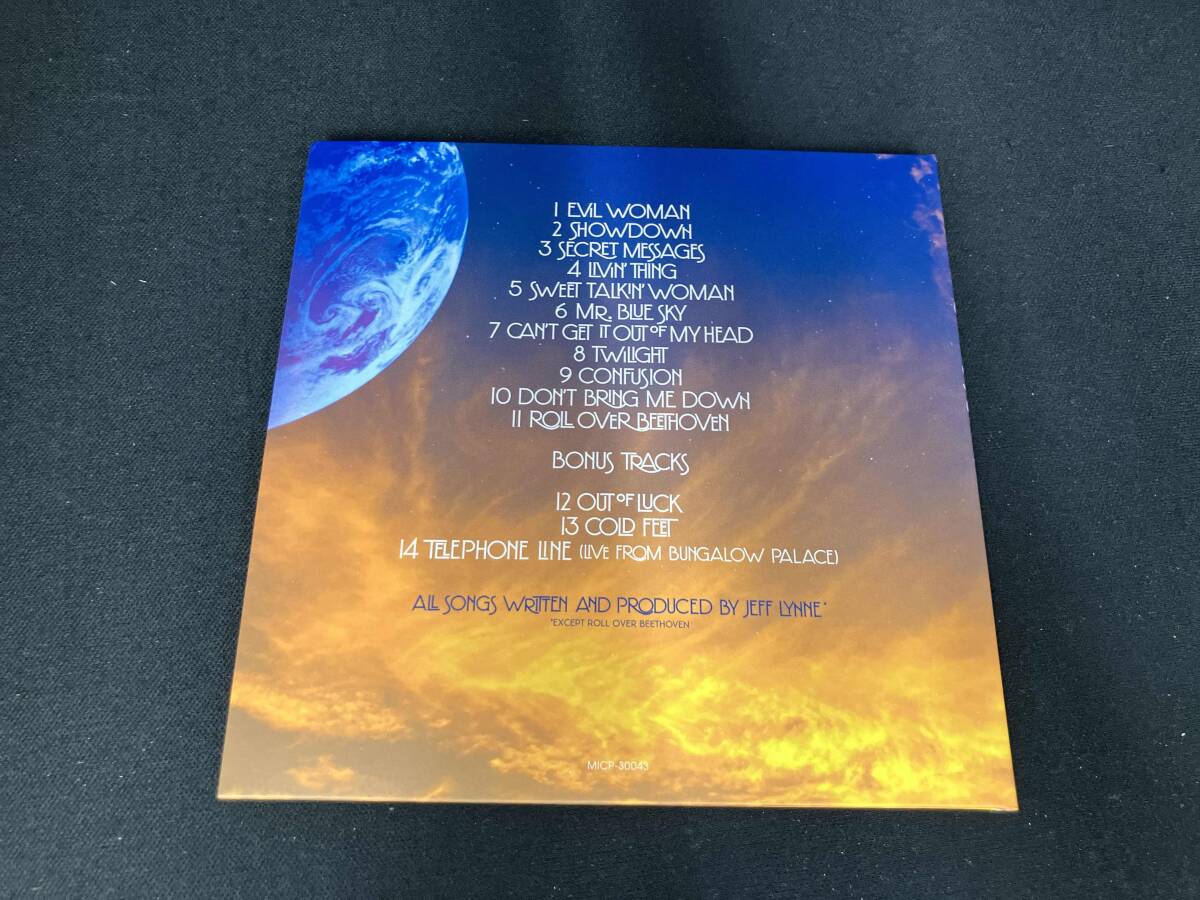 1 EVIL WOMAN
2 SHOWDOWN
3 SECRET MESSAGES
4 LIVIN' THING
5 SWEET TALKIN' WOMAN
6 MR. BLUE SKY
7 CAN'T GET IT OUT OF MY HEAD
8 TWILIGHT
9 CONFUSION
10 DON'T BRING ME DOWN
11 ROLL OVER BEETHOVEN
BONUS TRACKS
12 OUT OF LUCK
13 COLD FEET
14 TELEPHONE LINE (LIVE FROM BUNGALOW PALACE)
ALL SONGS WRITTEN AND PRODUCED BY JEFF LYNNE*
*EXCEPT ROLL OVER BEETHOVEN
MICP-30043